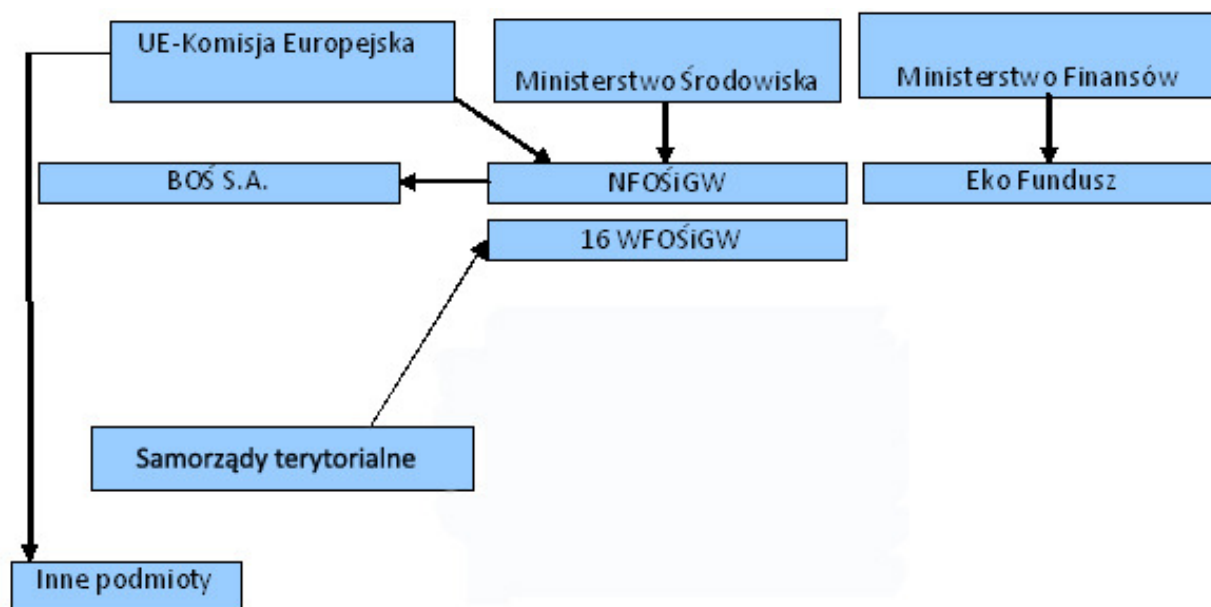 UE-Komisja Europejska
Ministerstwo Środowiska
Ministerstwo Finansów
BOŚ S.A.
NFOŚiGW
Eko Fundusz
16 WFOŚiGW
Samorządy terytorialne
Inne podmioty